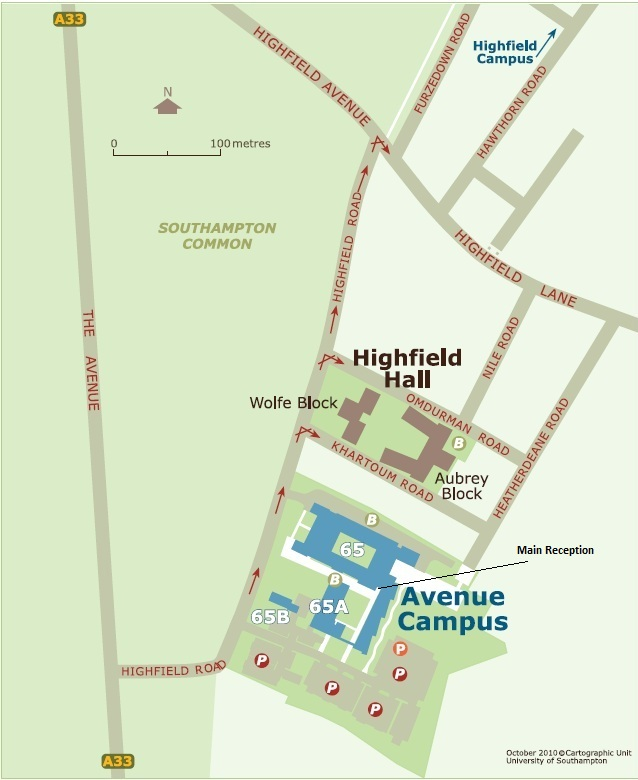 A33
HIGHFIELD AVENUE
FURZEDOWN ROAD
Highfield
Campus
HAWTHORN ROAD
N
0 100 metres
SOUTHAMPTON
COMMON
HIGHFIELD ROAD
HIGHFIELD LANE
THE AVENUE
NILE ROAD
Highfield
Hall
Wolfe Block
OMDURMAN ROAD
HEATHERDEANE ROAD
B
KHARTOUM ROAD
Aubrey
Block
B
65
Main Reception
B
65A
65B
Avenue
Campus
HIGHFIELD ROAD
P
P
P
P
P
A33
October 2010©Cartographic Unit
University of Southampton